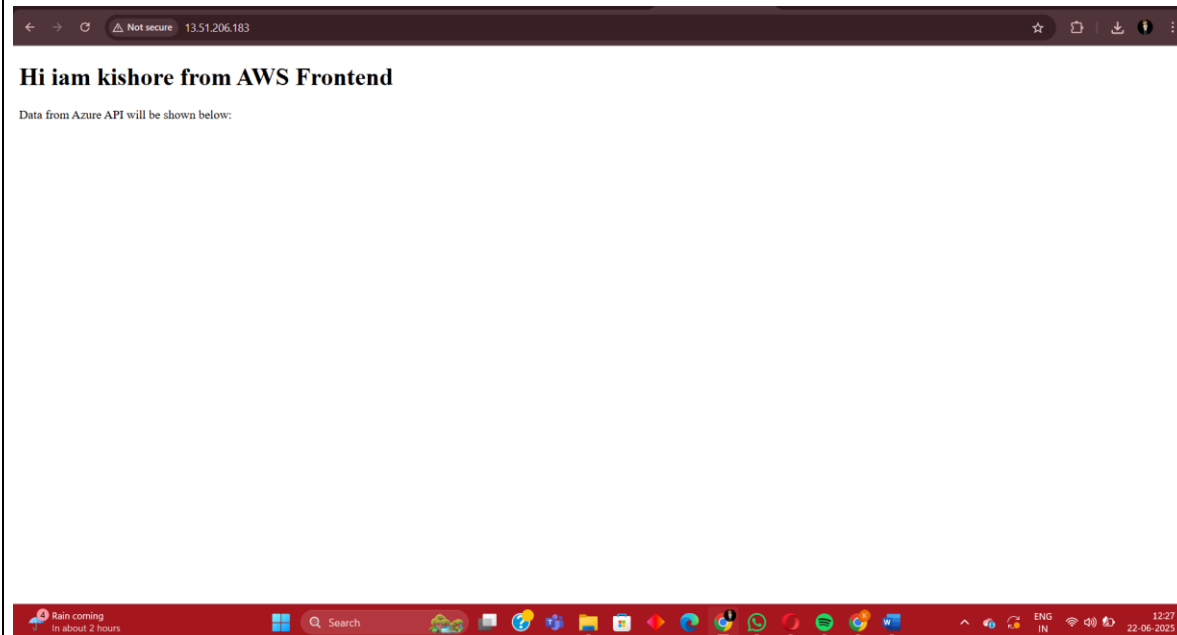 Not secure 13.51.206.183
Hi iam kishore from AWS Frontend
Data from Azure API will be shown below:
4
Rain coming
In about 2 hours
Search
ENG
IN
12:27
22-06-2025